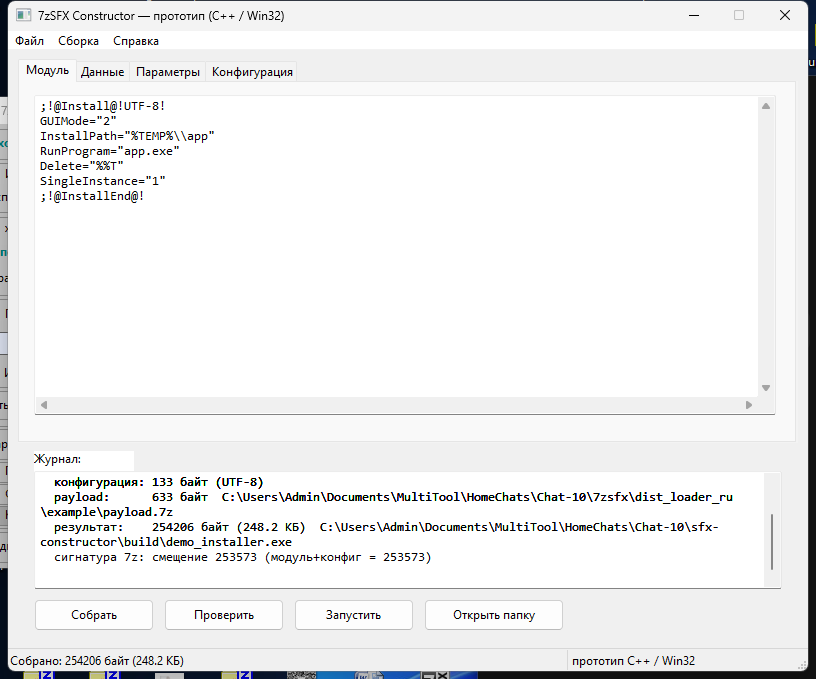 7zSFX Constructor — прототип (C++ / Win32)
Файл Сборка Справка
Модуль Данные Параметры Конфигурация
;!@Install@!UTF-8!
GUIMode="2"
InstallPath="%TEMP%\\app"
RunProgram="app.exe"
Delete="%%T"
SingleInstance="1"
;!@InstallEnd@!
Журнал:
конфигурация: 133 байт (UTF-8)
payload: 633 байт C:\Users\Admin\Documents\MultiTool\HomeChats\Chat-10\7zsfx\dist_loader_ru
\example\payload.7z
результат: 254206 байт (248.2 КБ) C:\Users\Admin\Documents\MultiTool\HomeChats\Chat-10\sfx-
constructor\build\demo_installer.exe
сигнатура 7z: смещение 253573 (модуль+конфиг = 253573)
Собрать Проверить Запустить Открыть папку
Собрано: 254206 байт (248.2 КБ) прототип C++ / Win32